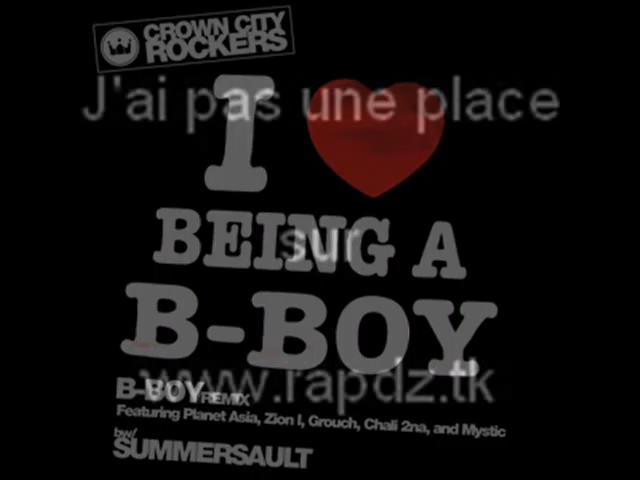 CROWN CITY
ROCKERS
J'ai pas une place
I
BEING A
sur
B-BOY
www.rapdz.tk
B-BOY REMIX
Featuring Planet Asia, Zion I, Grouch, Chali 2na, and Mystic
bw/
SUMMERSAULT